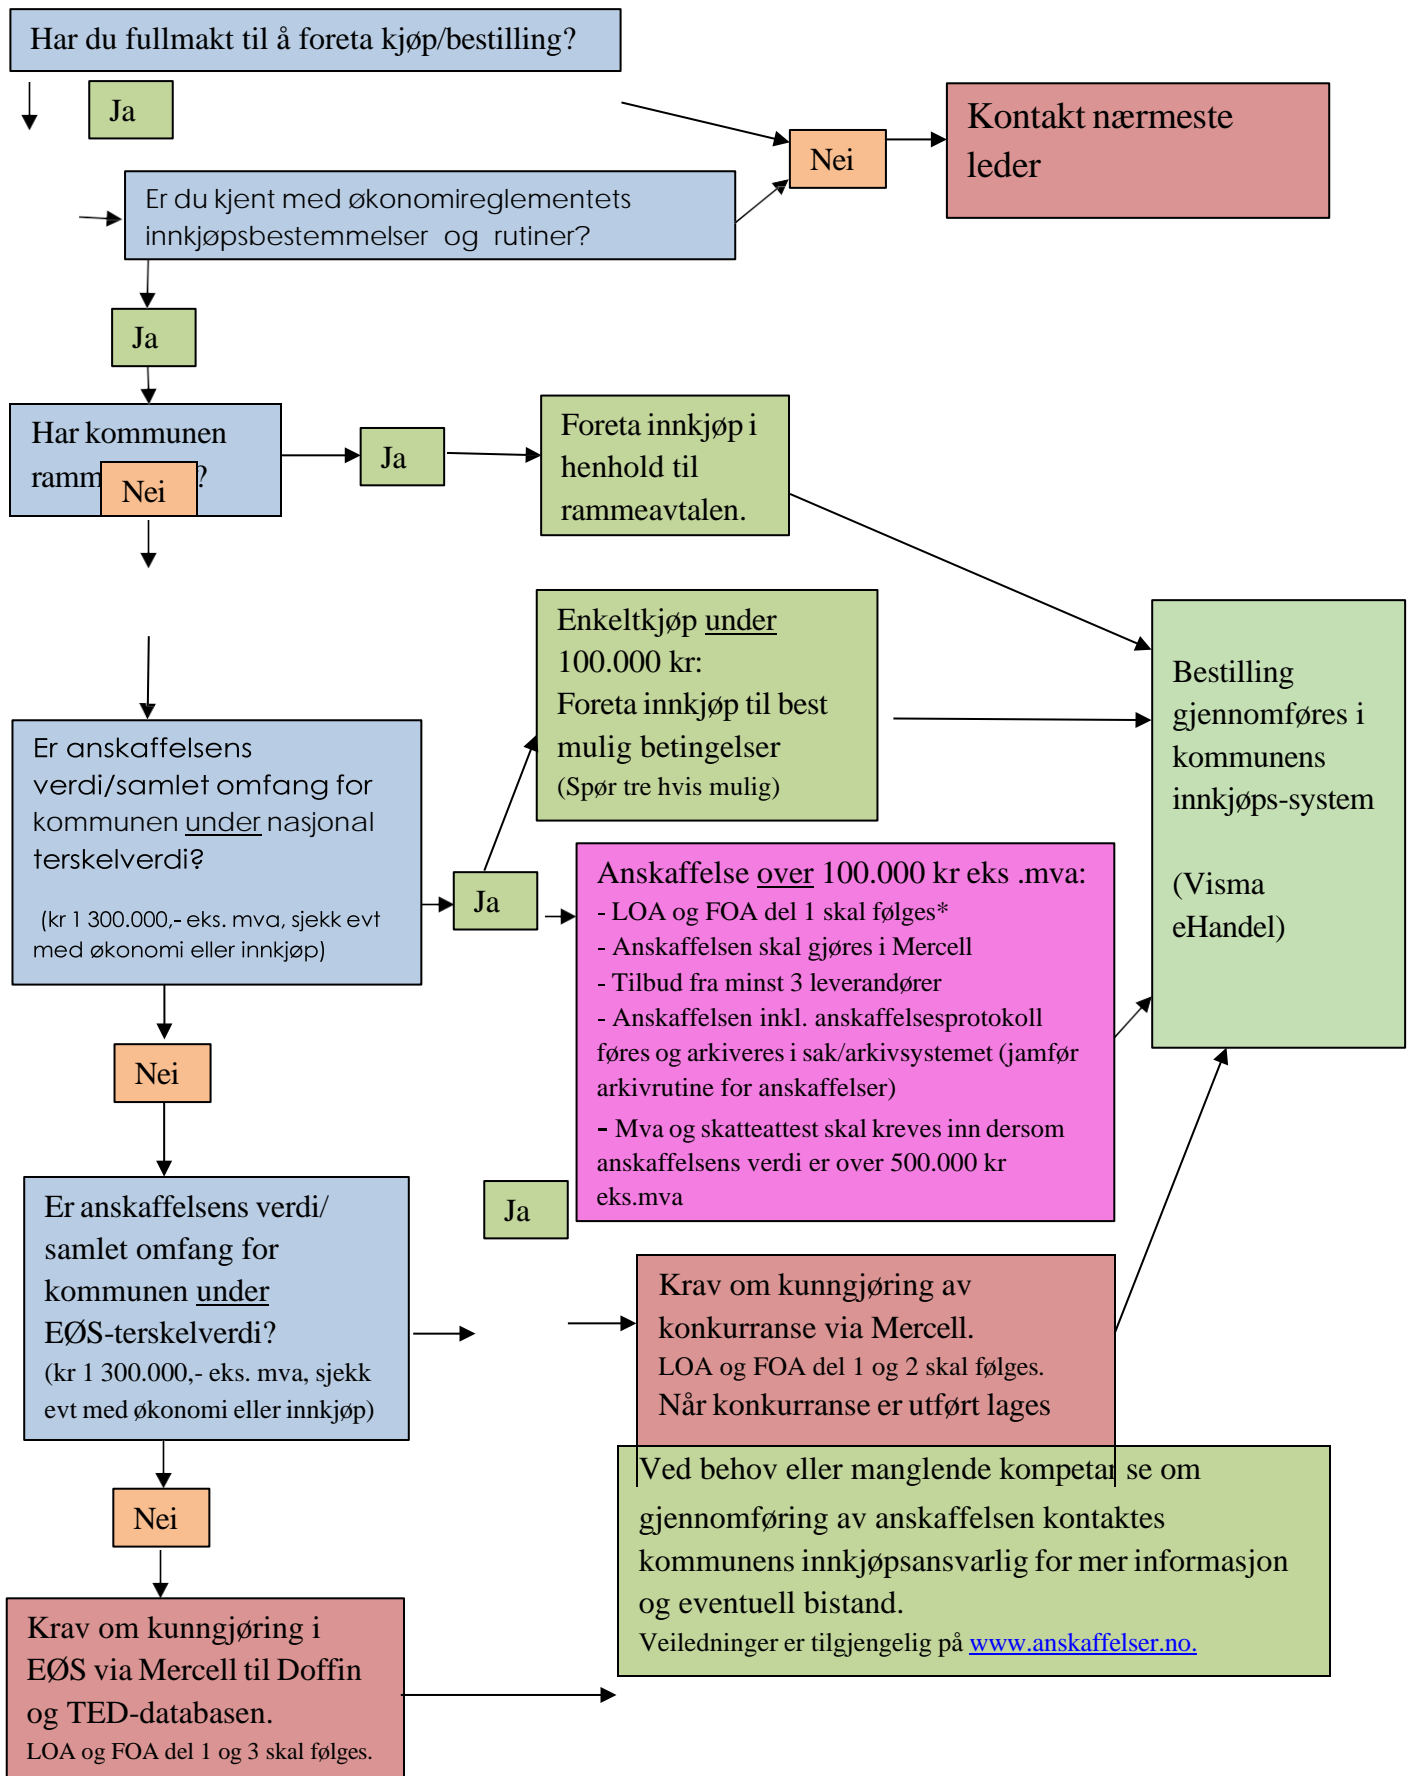 Har du fullmakt til å foreta kjøp/bestilling?
Ja
Nei
Kontakt nærmeste
leder
Er du kjent med økonomireglementets
innkjøpsbestemmelser og rutiner?
Ja
Har kommunen
ramm ?
Nei
Ja
Foreta innkjøp i
henhold til
rammeavtalen.
Enkeltkjøp under
100.000 kr:
Foreta innkjøp til best
mulig betingelser
(Spør tre hvis mulig)
Bestilling
gjennomføres i
kommunens
innkjøps-system
(Visma
eHandel)
Er anskaffelsens
verdi/samlet omfang for
kommunen under nasjonal
terskelverdi?
(kr 1 300.000,- eks. mva, sjekk evt
med økonomi eller innkjøp)
Ja
Anskaffelse over 100.000 kr eks .mva:
- LOA og FOA del 1 skal følges*
- Anskaffelsen skal gjøres i Mercell
- Tilbud fra minst 3 leverandører
- Anskaffelsen inkl. anskaffelsesprotokoll
føres og arkiveres i sak/arkivsystemet (jamfør
arkivrutine for anskaffelser)
- Mva og skatteattest skal kreves inn dersom
anskaffelsens verdi er over 500.000 kr
eks.mva
Nei
Er anskaffelsens verdi/
samlet omfang for
kommunen under
EØS-terskelverdi?
(kr 1 300.000,- eks. mva, sjekk
evt med økonomi eller innkjøp)
Ja
Krav om kunngjøring av
konkurranse via Mercell.
LOA og FOA del 1 og 2 skal følges.
Når konkurranse er utført lages
Ved behov eller manglende kompetar se om
gjennomføring av anskaffelsen kontaktes
kommunens innkjøpsansvarlig for mer informasjon
og eventuell bistand.
Veiledninger er tilgjengelig på www.anskaffelser.no.
Nei
Krav om kunngjøring i
EØS via Mercell til Doffin
og TED-databasen.
LOA og FOA del 1 og 3 skal følges.